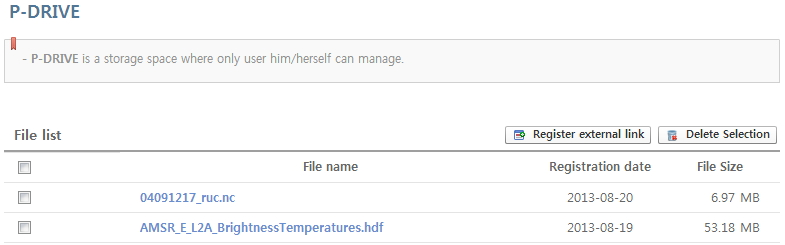 P-DRIVE
- P-DRIVE is a storage space where only user him/herself can manage.
File list Register external link Delete Selection
File name Registration date File Size
04091217_ruc.nc 2013-08-20 6.97 MB
AMSR_E_L2A_BrightnessTemperatures.hdf 2013-08-19 53.18 MB